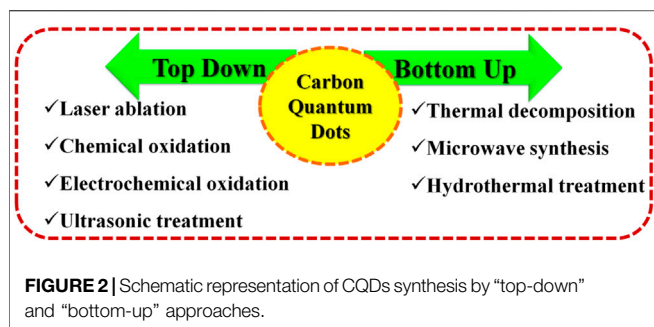 Top Down
Carbon
Quantum
Dots
Bottom Up
✓Laser ablation
✓Chemical oxidation
✓Electrochemical oxidation
✓Ultrasonic treatment
✓Thermal decomposition
✓Microwave synthesis
✓Hydrothermal treatment
FIGURE 2 | Schematic representation of CQDs synthesis by “top-down”
and “bottom-up” approaches.